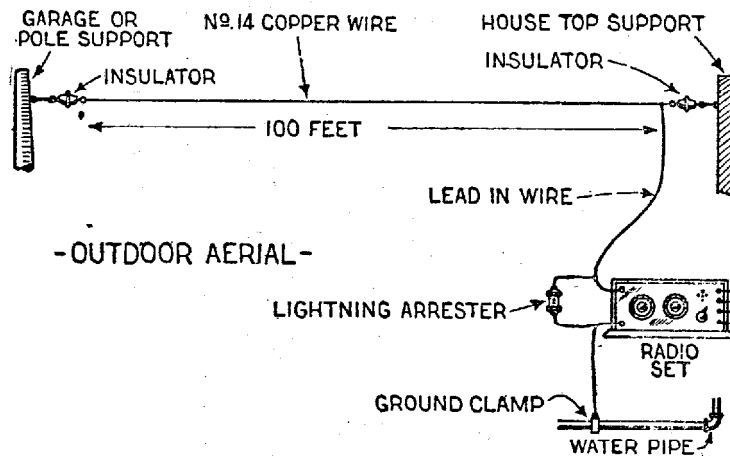 GARAGE OR
POLE SUPPORT
Nº.14 COPPER WIRE
HOUSE TOP SUPPORT
INSULATOR
INSULATOR
100 FEET
LEAD IN WIRE
-OUTDOOR AERIAL-
LIGHTNING ARRESTER
RADIO
SET
GROUND CLAMP
WATER PIPE